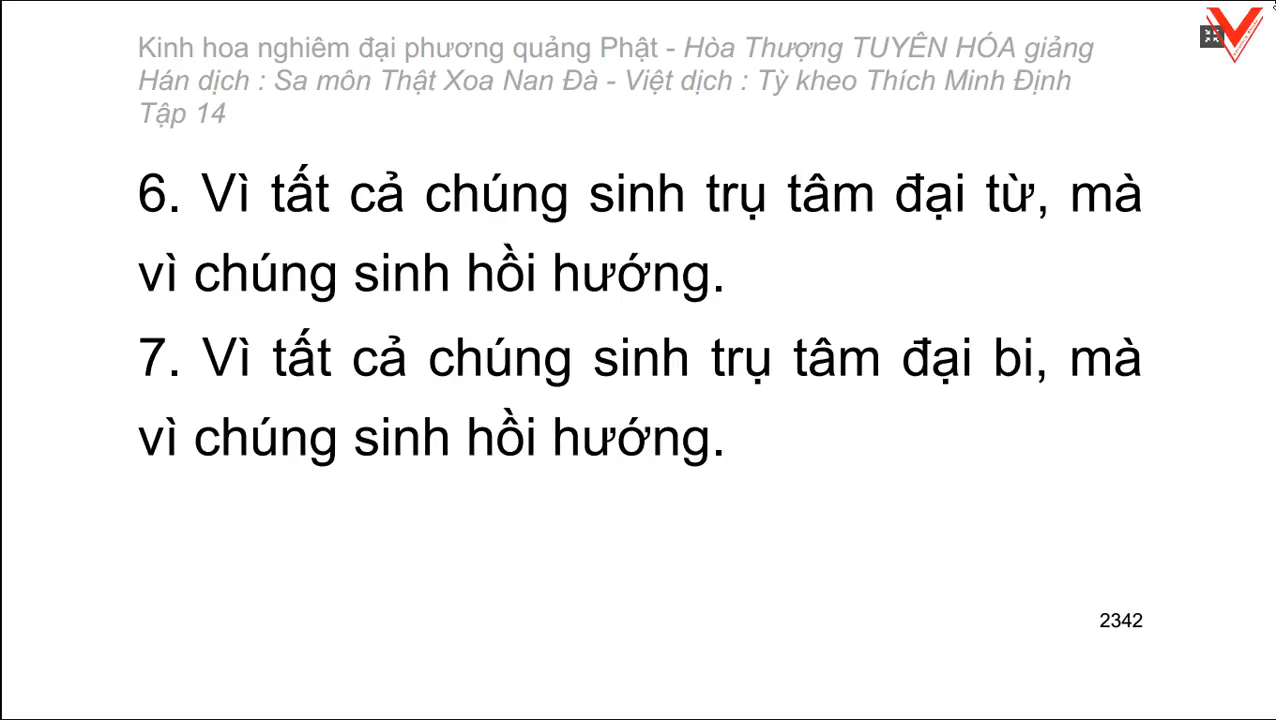 Kinh hoa nghiêm đại phương quảng Phật - Hòa Thượng TUYÊN HÓA giảng
Hán dịch : Sa môn Thật Xoa Nan Đà - Việt dịch : Tỳ kheo Thích Minh Định
Tập 14
6. Vì tất cả chúng sinh trụ tâm đại từ, mà
vì chúng sinh hồi hướng.
7. Vì tất cả chúng sinh trụ tâm đại bi, mà
vì chúng sinh hồi hướng.
2342